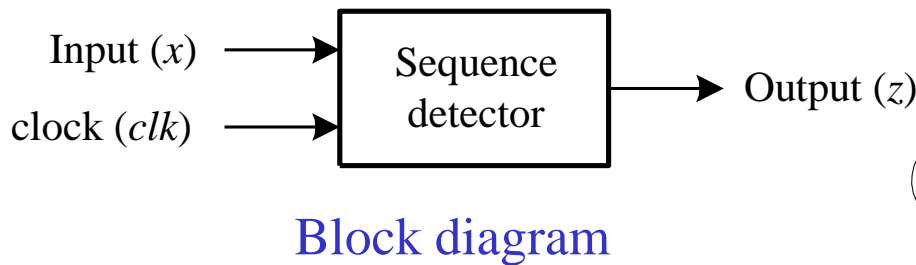 Input (x)
clock (clk)
Sequence
detector
Output (z)
Block diagram